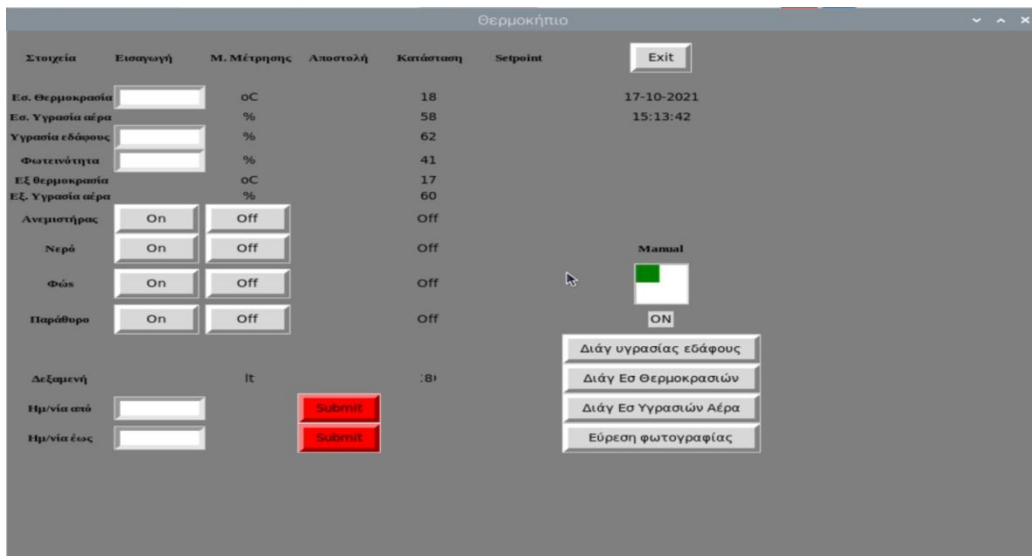 Θερμοκήπιο
Στοιχεία Εισαγωγή Μ. Μέτρησης Αποστολή Κατάσταση Setpoint Exit
Εσ. Θερμοκρασία oC 18 17-10-2021
Εσ. Υγρασία αέρα % 58 15:13:42
Υγρασία εδάφους % 62
Φωτεινότητα % 41
Εξ θερμοκρασία oC 17
Εξ. Υγρασία αέρα % 60
Ανεμιστήρας On Off Off
Νερό On Off Off Manual
Φώς On Off Off
Παράθυρο On Off Off ON
Διάγ υγρασίας εδάφους
Δεξαμενή lt Διάγ Εσ Θερμοκρασιών
Ημ/νία από Submit Διάγ Εσ Υγρασιών Αέρα
Ημ/νία έως Submit Εύρεση φωτογραφίας